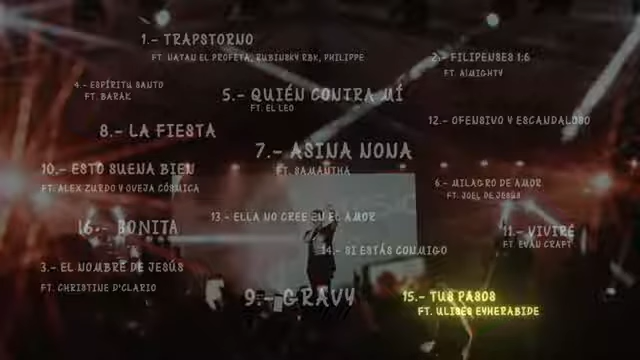 1.- TRAPSTORNO
FT. NATAN EL PROFETA, RUBINSKY RBK, PHILIPPE
2.- FILIPENSES 1:6
FT. ALMIGHTY
4.- ESPÍRITU SANTO
FT. BARAK
5.- QUIÉN CONTRA MÍ
FT. EL LEO
12.- OFENSIVO Y ESCANDALOSO
8.- LA FIESTA
7.- ASINA NONA
FT. SAMANTHA
10.- ESTO SUENA BIEN
FT. ALEX ZURDO Y OVEJA CÓSMICA
6.- MILAGRO DE AMOR
FT. JOEL DE JESÚS
16.- BONITA
13.- ELLA NO CREE EN EL AMOR
11.- VIVIRÉ
FT. EVAN CRAFT
14.- SI ESTÁS CONMIGO
3.- EL NOMBRE DE JESÚS
FT. CHRISTINE D'CLARIO
9.- GRAVY
15.- TUS PASOS
FT. ULISES EYHERABIDE